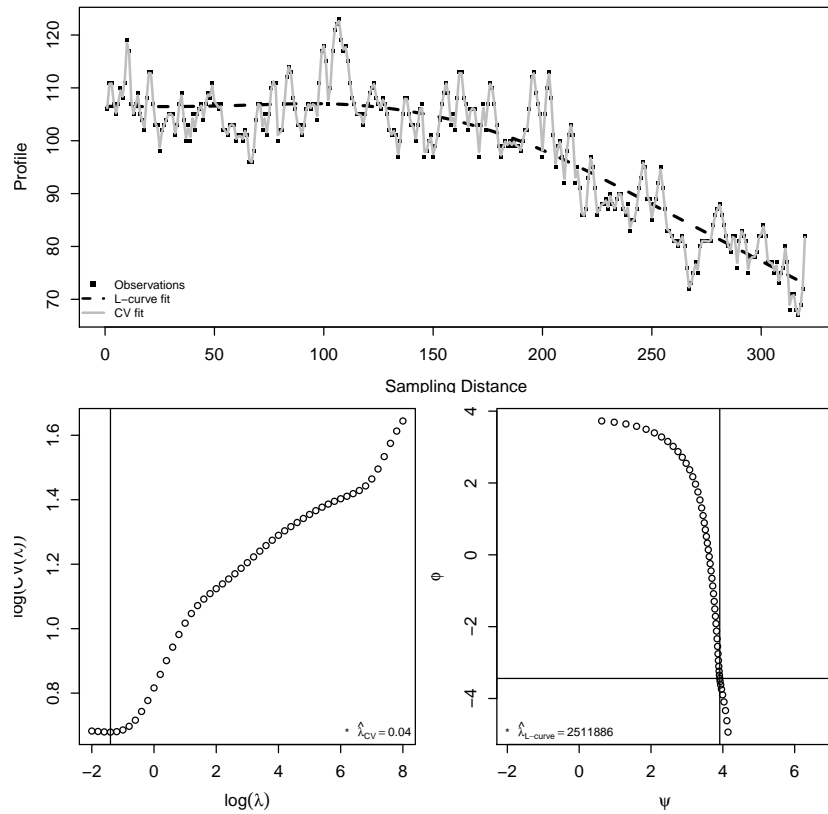 120
110
100
90
80
70
Profile
Observations
L-curve fit
CV fit
0 50 100 150 200 250 300
Sampling Distance
1.6
1.4
1.2
1.0
0.8
log(CV(λ))
* λ̂CV = 0.04
−2 0 2 4 6 8
log(λ)
4
2
0
−2
−4
φ
* λ̂L−curve = 2511886
−2 0 2 4 6
ψ